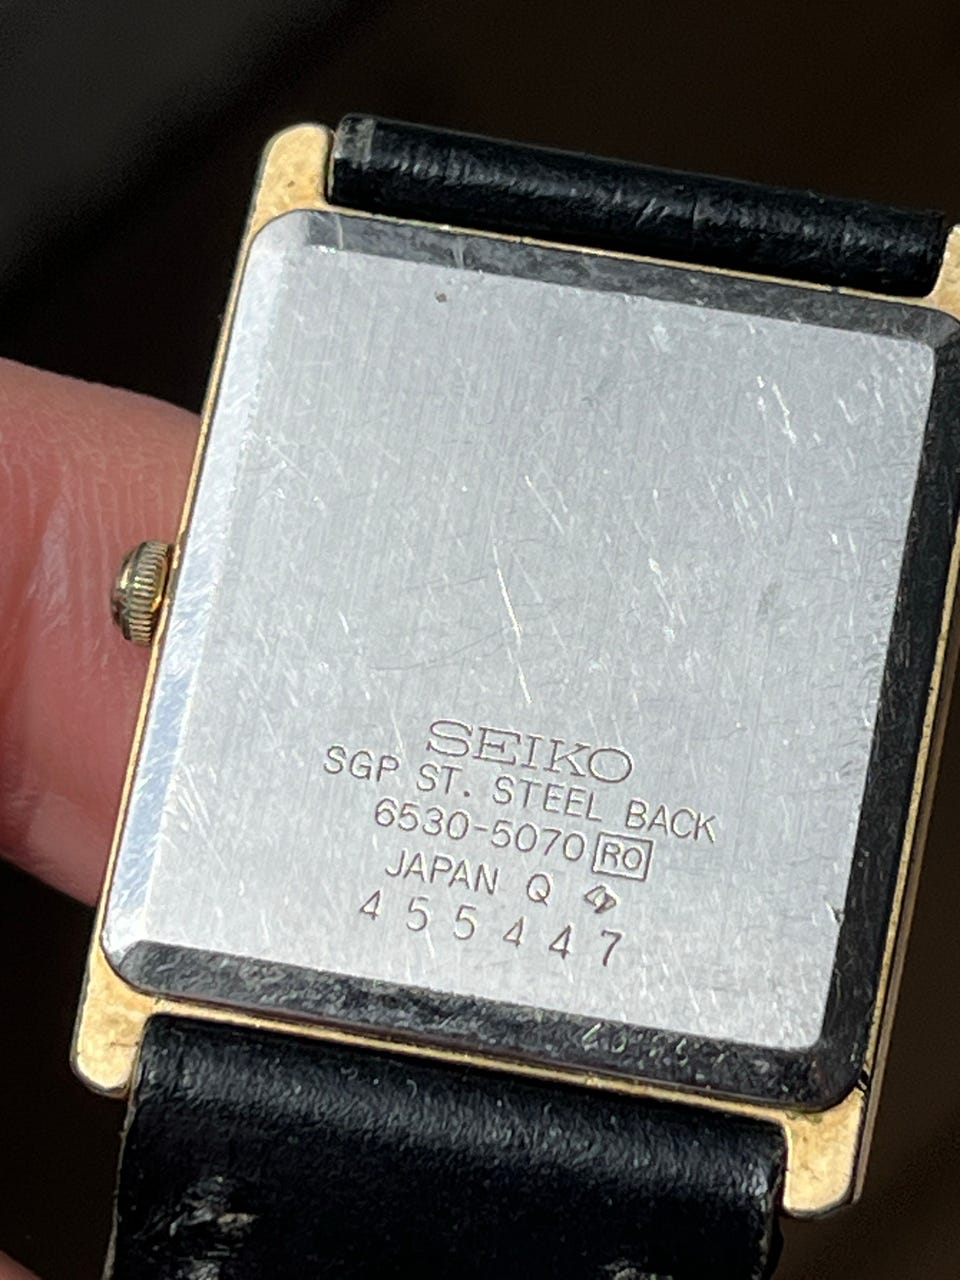 SEIKO
SGP ST. STEEL BACK
6530-5070 RO
JAPAN Q
455447